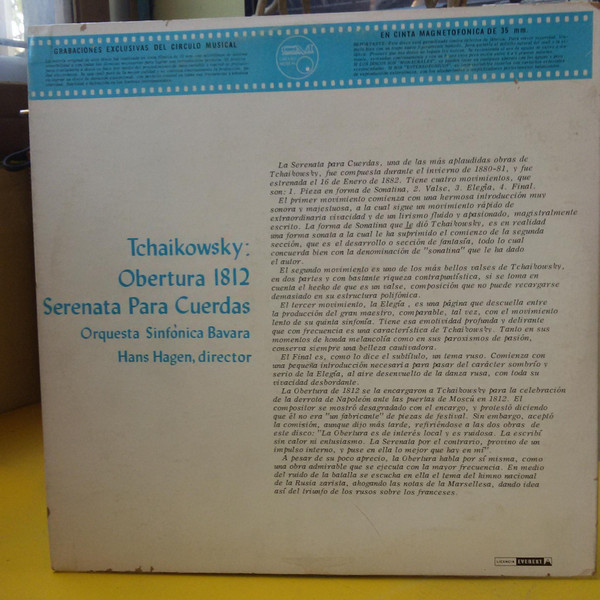 GRABACIONES EXCLUSIVAS DEL CIRCULO MUSICAL
EN CINTA MAGNETOFONICA DE 35 mm.
Tchaikowsky:
Obertura 1812
Serenata Para Cuerdas
Orquesta Sinfónica Bavara
Hans Hagen, director
La Serenata para Cuerdas, una de las más aplaudidas obras de
Tchaikowsky, fue compuesta durante el invierno de 1880-81, y fue
estrenada el 16 de Enero de 1882. Tiene cuatro movimientos, que
son: 1. Pieza en forma de Sonatina, 2. Valse, 3. Elegía, 4. Final.
El primer movimiento comienza con una hermosa introducción muy
sonora y majestuosa, a la cual sigue un movimiento rápido de
extraordinaria vivacidad y de un lirismo fluido y apasionado, magistralmente
escrito. La forma de Sonatina que le dió Tchaikowsky, es en realidad
una forma sonata a la cual le ha suprimido el comienzo de la segunda
sección, que es el desarrollo o sección de fantasía, todo lo cual
concuerda bien con la denominación de "sonatina" que le ha dado
el autor.
El segundo movimiento es uno de los más bellos valses de Tchaikowsky,
en dos partes y con bastante riqueza contrapuntística, si se toma en
cuenta el hecho de que es un valse, composición que no puede recargarse
demasiado en su estructura polifónica.
El tercer movimiento, la Elegía, es una página que descuella entre
la producción del gran maestro, comparable, tal vez, con el movimiento
lento de su quinta sinfonía. Tiene esa emotividad profunda y delirante
que con frecuencia es una característica de Tchaikowsky. Tanto en sus
momentos de honda melancolía como en sus paroxismos de pasión,
conserva siempre una belleza cautivadora.
El Final es, como lo dice el subtítulo, un tema ruso. Comienza con
una pequeña introducción necesaria para pasar del carácter sombrío y
serio de la Elegía, al aire desenvuelto de la danza rusa, con toda su
vivacidad desbordante.
La Obertura de 1812 se la encargaron a Tchaikowsky para la celebración
de la derrota de Napoleón ante las puertas de Moscú en 1812. El
compositor se mostró desagradado con el encargo, y protestó diciendo
que él no era "un fabricante" de piezas de festival. Sin embargo, aceptó
la comisión, aunque dijo más tarde, refiriéndose a las dos obras de
este disco: "La Obertura es de interés local y es ruidosa. La escribí
sin calor ni entusiasmo. La Serenata por el contrario, provino de un
impulso interno, y puse en ella lo mejor que hay en mí".
A pesar de su poco aprecio, la Obertura habla por sí misma, como
una obra admirable que se ejecuta con la mayor frecuencia. En medio
del ruido de la batalla se escucha en ella el tema del himno nacional
de la Rusia zarista, ahogando las notas de la Marsellesa, dando idea
así del triunfo de los rusos sobre los franceses.
LICENCIA EVEREST